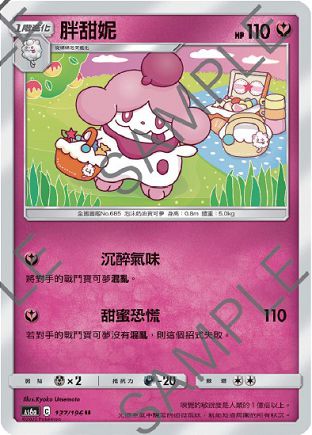 1階進化
胖甜妮
HP 110
從綿綿泡芙進化
全國圖鑑No.685 泡沫奶油寶可夢 身高：0.8m 體重：5.0kg
沉醉氣味
將對手的戰鬥寶可夢混亂。
甜蜜恐慌 110
若對手的戰鬥寶可夢沒有混亂，則這個招式失敗。
弱點 ×2 抵抗力 -20 撤退
Illus.Kyoko Umemoto
137/196 U
SAMPLE
SAMPLE
SAMPLE